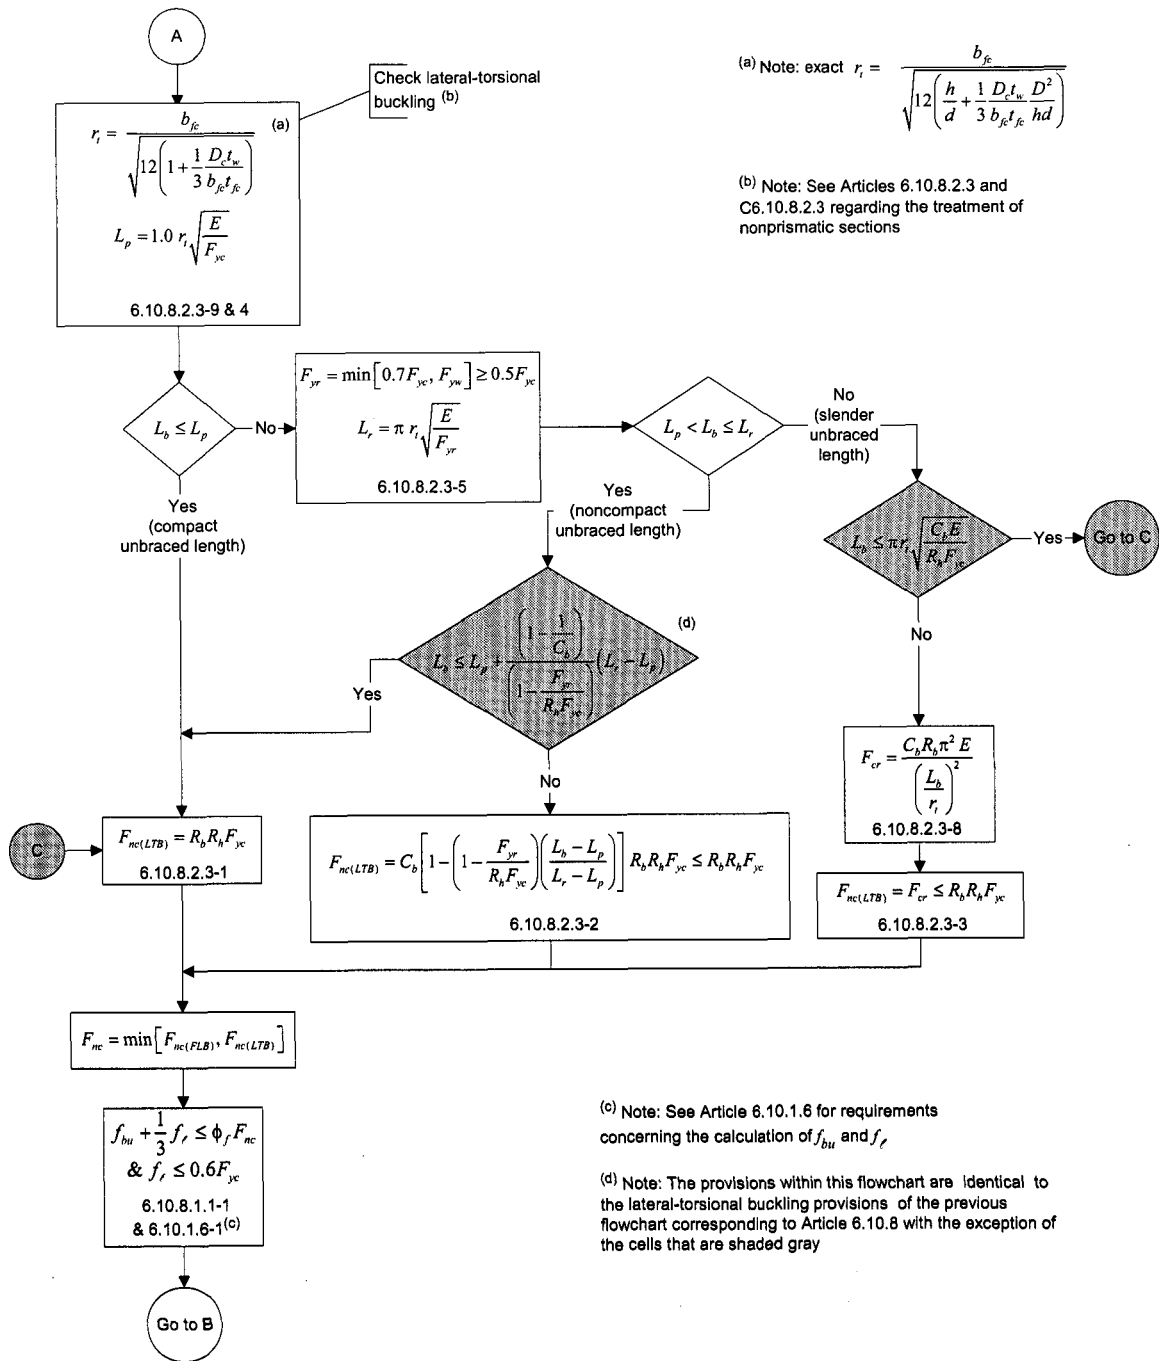 A
Check lateral-torsional
buckling (b)
(a) Note: exact r_t = b_fc / √(12(h/d + (1/3)(D_c t_w / b_fc t_fc)(D²/hd)))
(b) Note: See Articles 6.10.8.2.3 and
C6.10.8.2.3 regarding the treatment of
nonprismatic sections
r_t = b_fc / √(12(1 + (1/3)(D_c t_w / b_fc t_fc))) (a)
L_p = 1.0 r_t √(E/F_yc)
6.10.8.2.3-9 & 4
L_b ≤ L_p
No
F_yr = min[0.7F_yc, F_yw] ≥ 0.5F_yc
L_r = π r_t √(E/F_yr)
6.10.8.2.3-5
L_p < L_b ≤ L_r
No
(slender
unbraced
length)
Yes
(compact
unbraced length)
Yes
(noncompact
unbraced length)
L_b ≤ π r_t √(C_b E / R_h F_yc)
Yes
Go to C
No
(d)
L_b ≤ L_p + ((1 - 1/C_b) / (1 - F_yr/(R_h F_yc))) (L_r - L_p)
Yes
No
F_cr = C_b R_b π² E / (L_b/r_t)²
6.10.8.2.3-8
C
F_nc(LTB) = R_b R_h F_yc
6.10.8.2.3-1
F_nc(LTB) = C_b[1 - (1 - F_yr/(R_h F_yc))((L_b - L_p)/(L_r - L_p))] R_b R_h F_yc ≤ R_b R_h F_yc
6.10.8.2.3-2
F_nc(LTB) = F_cr ≤ R_b R_h F_yc
6.10.8.2.3-3
F_nc = min[F_nc(FLB), F_nc(LTB)]
f_bu + (1/3) f_ℓ ≤ ϕ_f F_nc
& f_ℓ ≤ 0.6F_yc
6.10.8.1.1-1
& 6.10.1.6-1(c)
(c) Note: See Article 6.10.1.6 for requirements
concerning the calculation of f_bu and f_ℓ
(d) Note: The provisions within this flowchart are identical to
the lateral-torsional buckling provisions of the previous
flowchart corresponding to Article 6.10.8 with the exception of
the cells that are shaded gray
Go to B